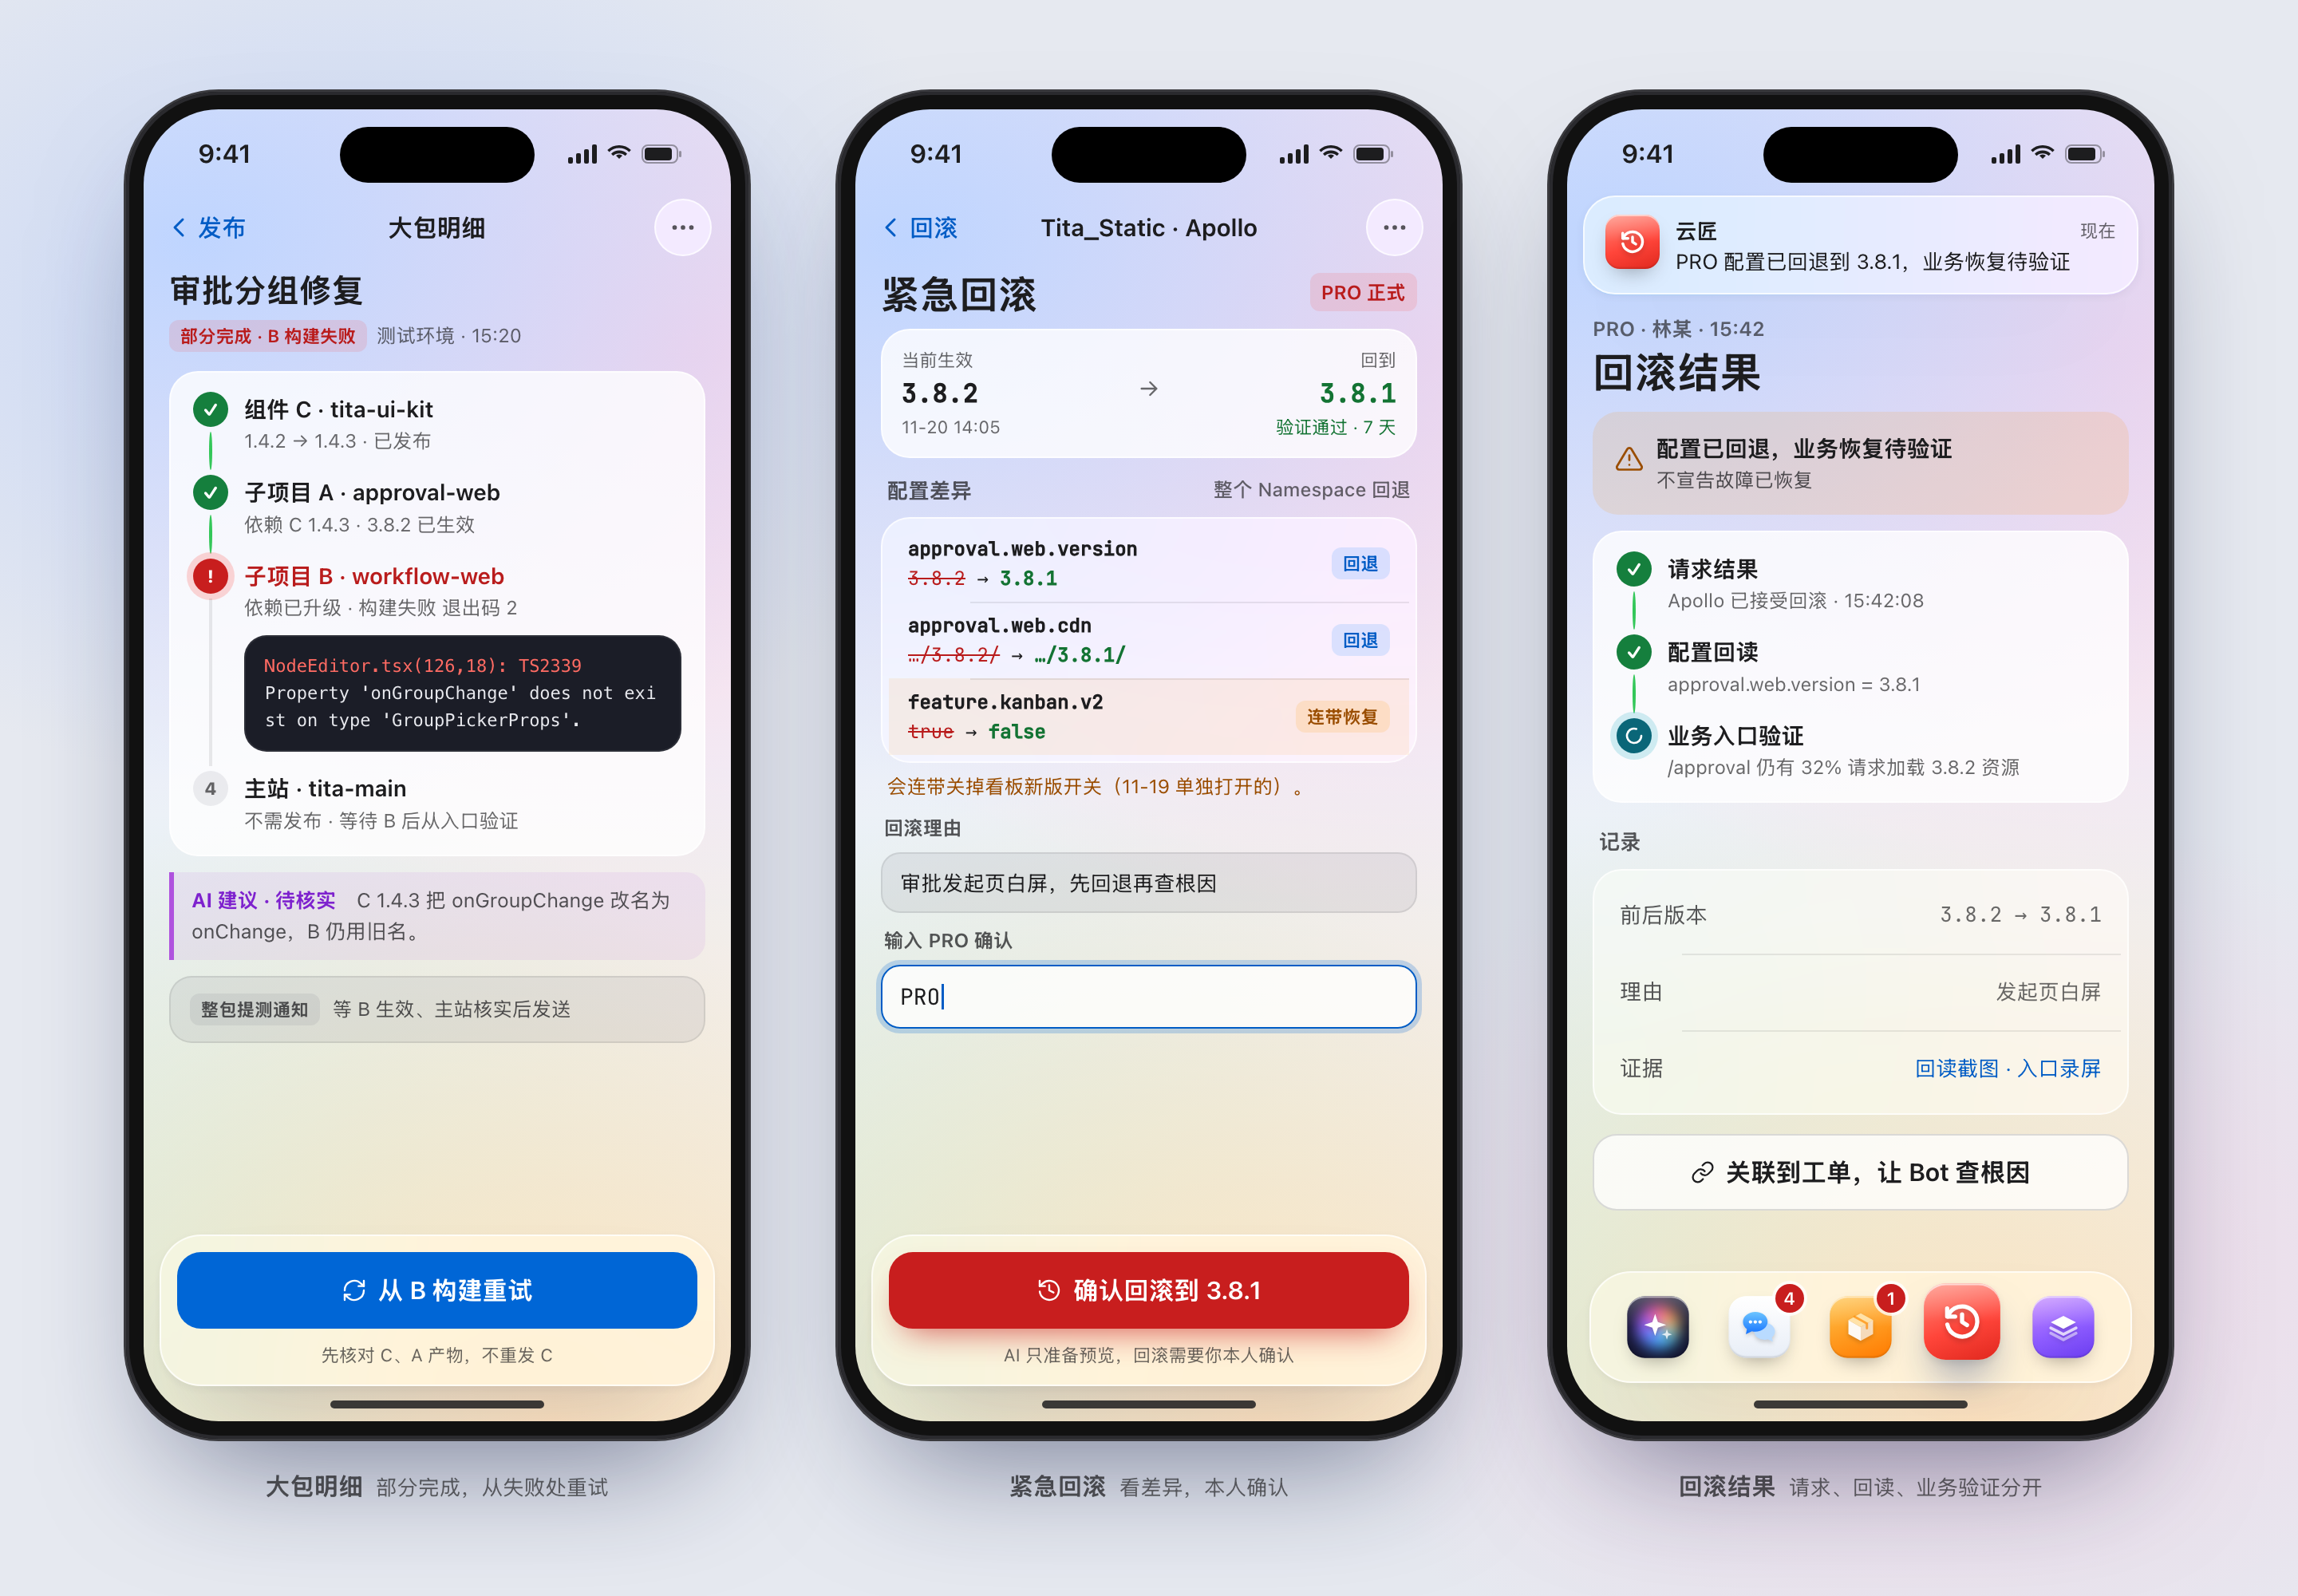 9:41
发布
大包明细
审批分组修复
部分完成 · B 构建失败 测试环境 · 15:20
组件 C · tita-ui-kit
1.4.2 → 1.4.3 · 已发布
子项目 A · approval-web
依赖 C 1.4.3 · 3.8.2 已生效
子项目 B · workflow-web
依赖已升级 · 构建失败 退出码 2
NodeEditor.tsx(126,18): TS2339
Property 'onGroupChange' does not exi
st on type 'GroupPickerProps'.
4
主站 · tita-main
不需发布 · 等待 B 后从入口验证
AI 建议 · 待核实 C 1.4.3 把 onGroupChange 改名为
onChange，B 仍用旧名。
整包提测通知 等 B 生效、主站核实后发送
从 B 构建重试
先核对 C、A 产物，不重发 C
大包明细 部分完成，从失败处重试
9:41
回滚
Tita_Static · Apollo
紧急回滚
PRO 正式
当前生效
回到
3.8.2
→
3.8.1
11-20 14:05
验证通过 · 7 天
配置差异
整个 Namespace 回退
approval.web.version
3.8.2 → 3.8.1
回退
approval.web.cdn
…/3.8.2/ → …/3.8.1/
回退
feature.kanban.v2
true → false
连带恢复
会连带关掉看板新版开关（11-19 单独打开的）。
回滚理由
审批发起页白屏，先回退再查根因
输入 PRO 确认
PRO
确认回滚到 3.8.1
AI 只准备预览，回滚需要你本人确认
紧急回滚 看差异，本人确认
9:41
云匠
现在
PRO 配置已回退到 3.8.1，业务恢复待验证
PRO · 林某 · 15:42
回滚结果
配置已回退，业务恢复待验证
不宣告故障已恢复
请求结果
Apollo 已接受回滚 · 15:42:08
配置回读
approval.web.version = 3.8.1
业务入口验证
/approval 仍有 32% 请求加载 3.8.2 资源
记录
前后版本
3.8.2 → 3.8.1
理由
发起页白屏
证据
回读截图 · 入口录屏
关联到工单，让 Bot 查根因
4
1
回滚结果 请求、回读、业务验证分开